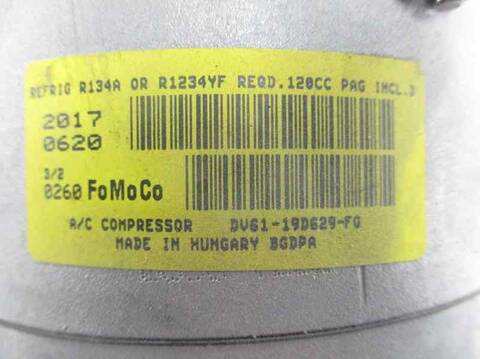 REFRIG R134A OR R1234YF REQD.120CC PAG INCL.
2017
0620
3/2
0260 FoMoCo
A/C COMPRESSOR DV61-19D629-FG
MADE IN HUNGARY BGDPA